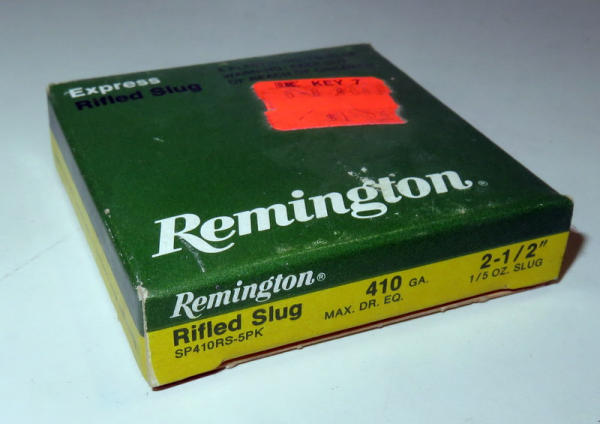 Express
Rifled Slug
KEY 7
Remington®
Remington®
Rifled Slug
SP410RS-5PK
410 GA.
MAX. DR. EQ.
2-1/2"
1/5 OZ. SLUG